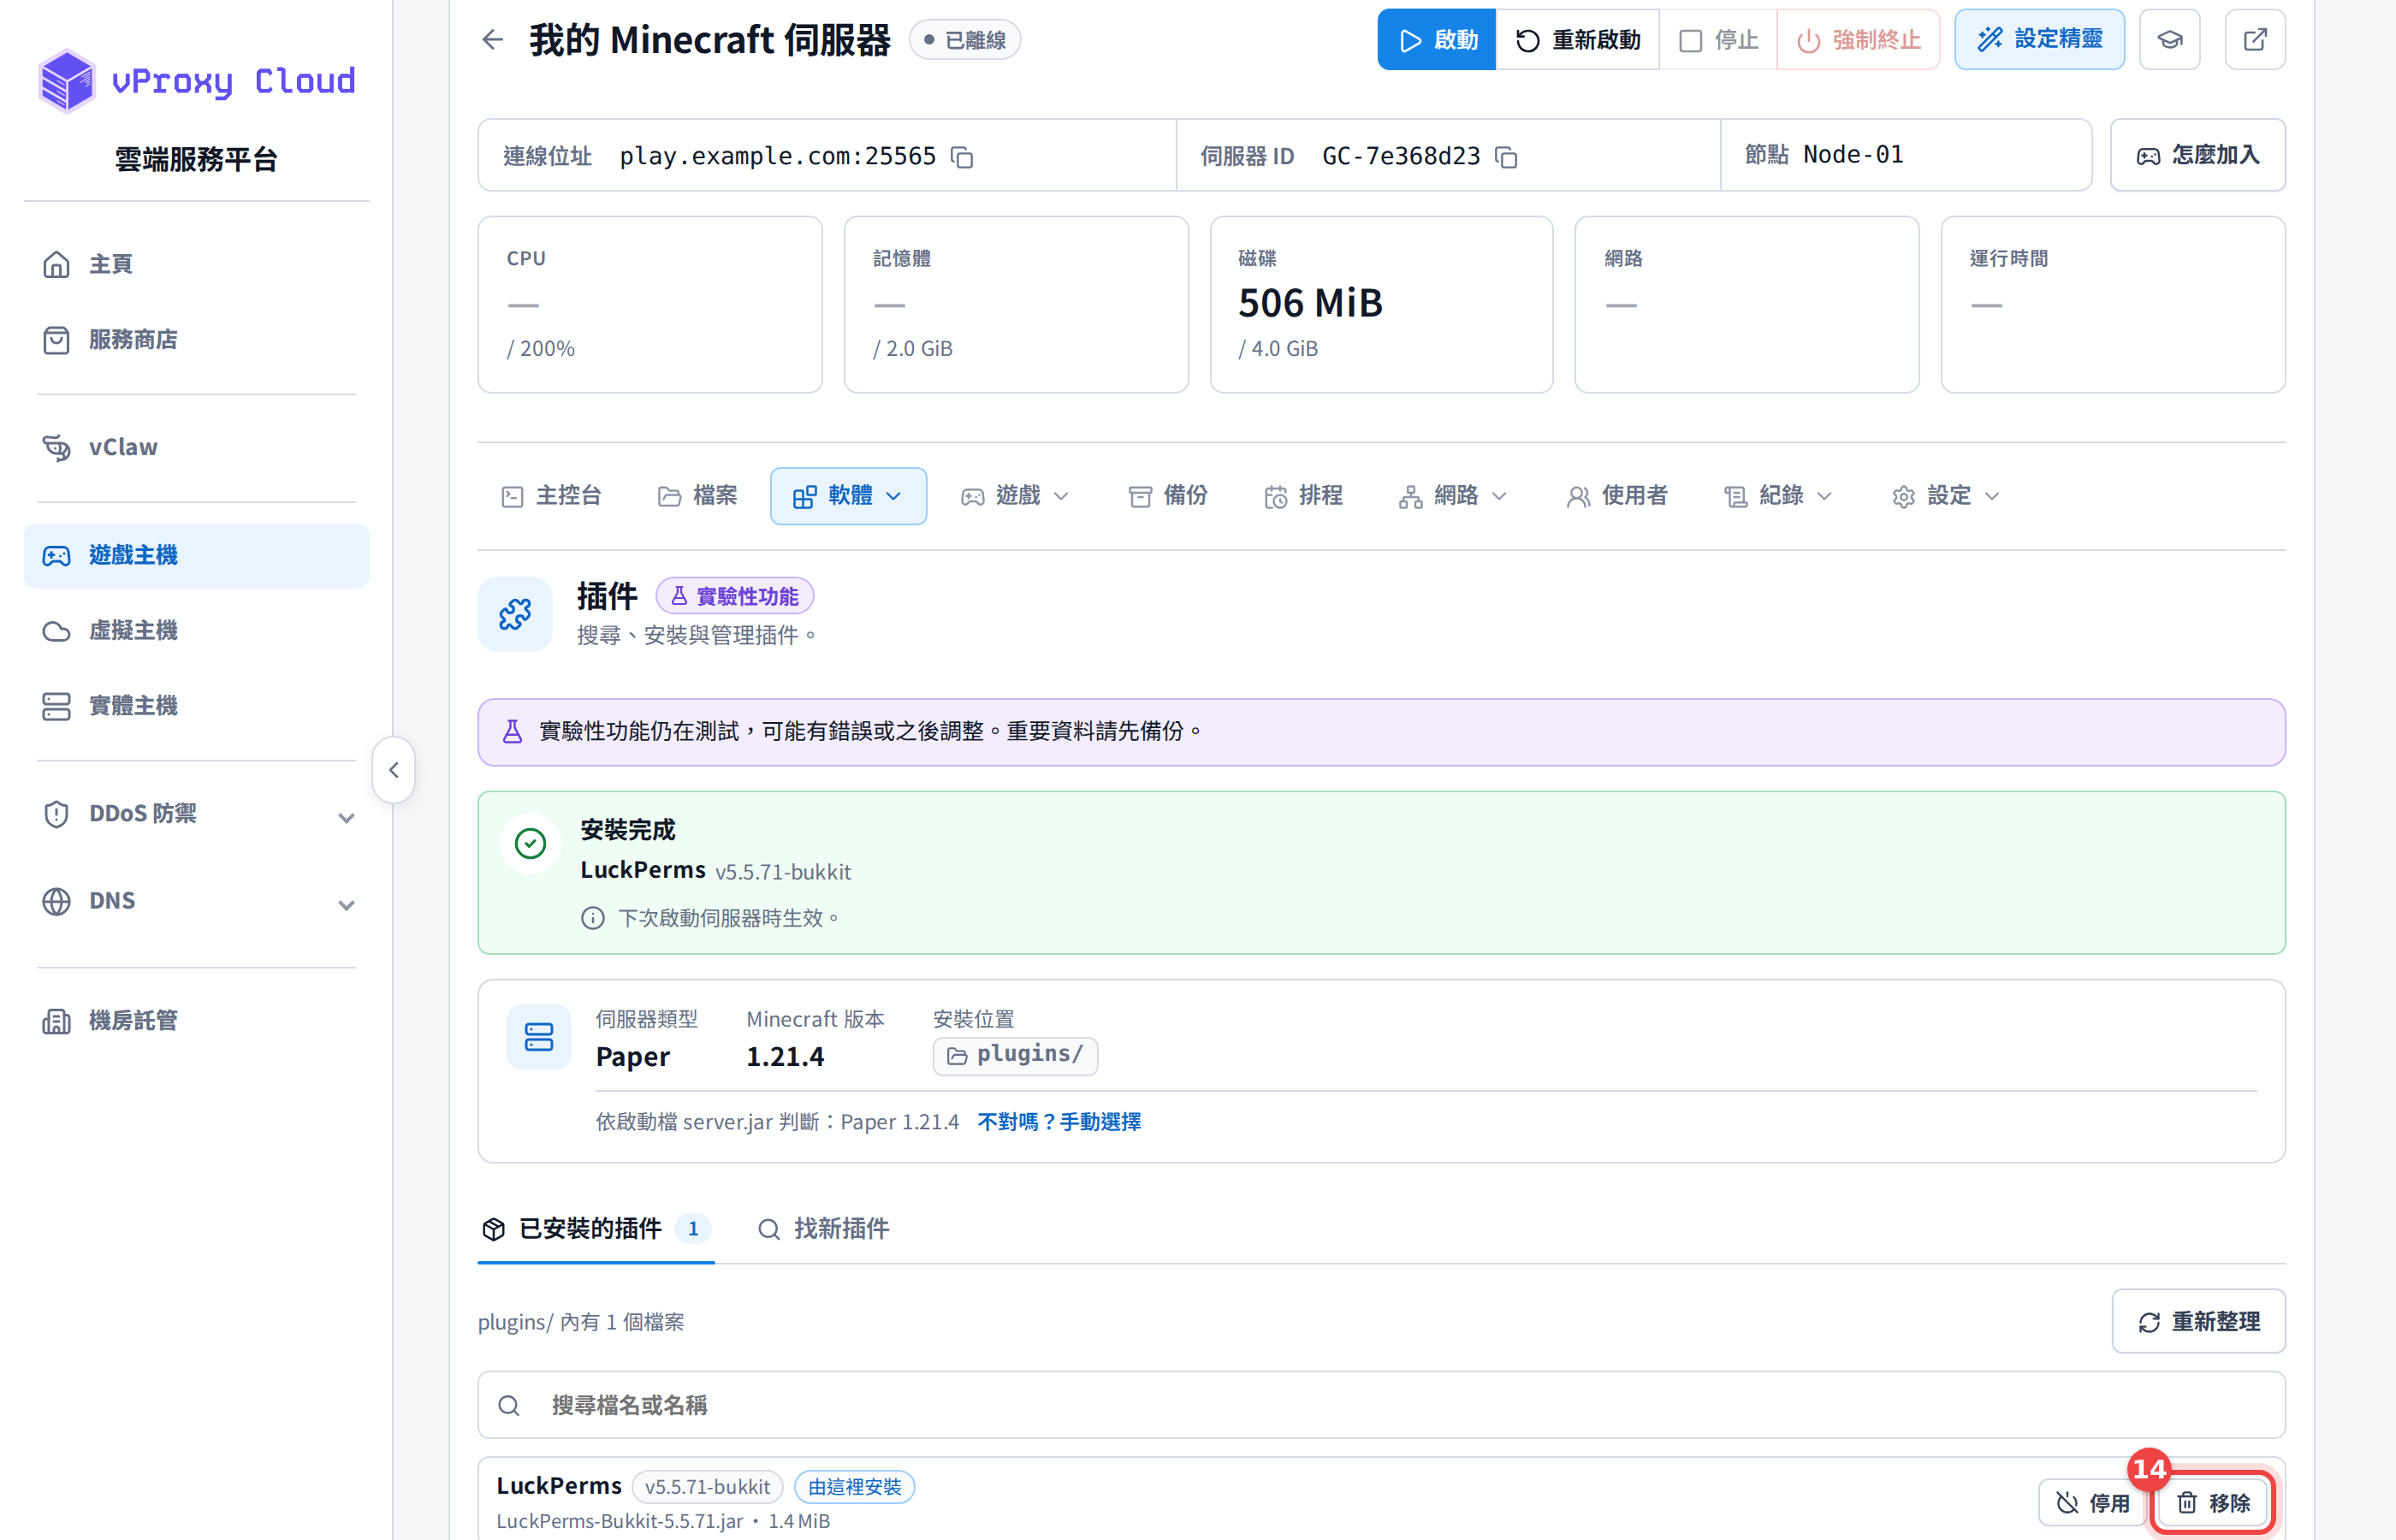 vProxy Cloud
雲端服務平台
主頁
服務商店
vClaw
遊戲主機
虛擬主機
實體主機
DDoS 防禦
DNS
機房託管
我的 Minecraft 伺服器 已離線
啟動 重新啟動 停止 強制終止 設定精靈
連線位址 play.example.com:25565 伺服器 ID GC-7e368d23 節點 Node-01 怎麼加入
CPU 記憶體 磁碟 網路 運行時間
— — 506 MiB — —
/ 200% / 2.0 GiB / 4.0 GiB
主控台 檔案 軟體 遊戲 備份 排程 網路 使用者 紀錄 設定
插件 實驗性功能
搜尋、安裝與管理插件。
實驗性功能仍在測試，可能有錯誤或之後調整。重要資料請先備份。
安裝完成
LuckPerms v5.5.71-bukkit
下次啟動伺服器時生效。
伺服器類型 Minecraft 版本 安裝位置
Paper 1.21.4 plugins/
依啟動檔 server.jar 判斷：Paper 1.21.4 不對嗎？手動選擇
已安裝的插件 1 找新插件
plugins/ 內有 1 個檔案 重新整理
搜尋檔名或名稱
LuckPerms v5.5.71-bukkit 由這裡安裝
LuckPerms-Bukkit-5.5.71.jar • 1.4 MiB
停用 14 移除